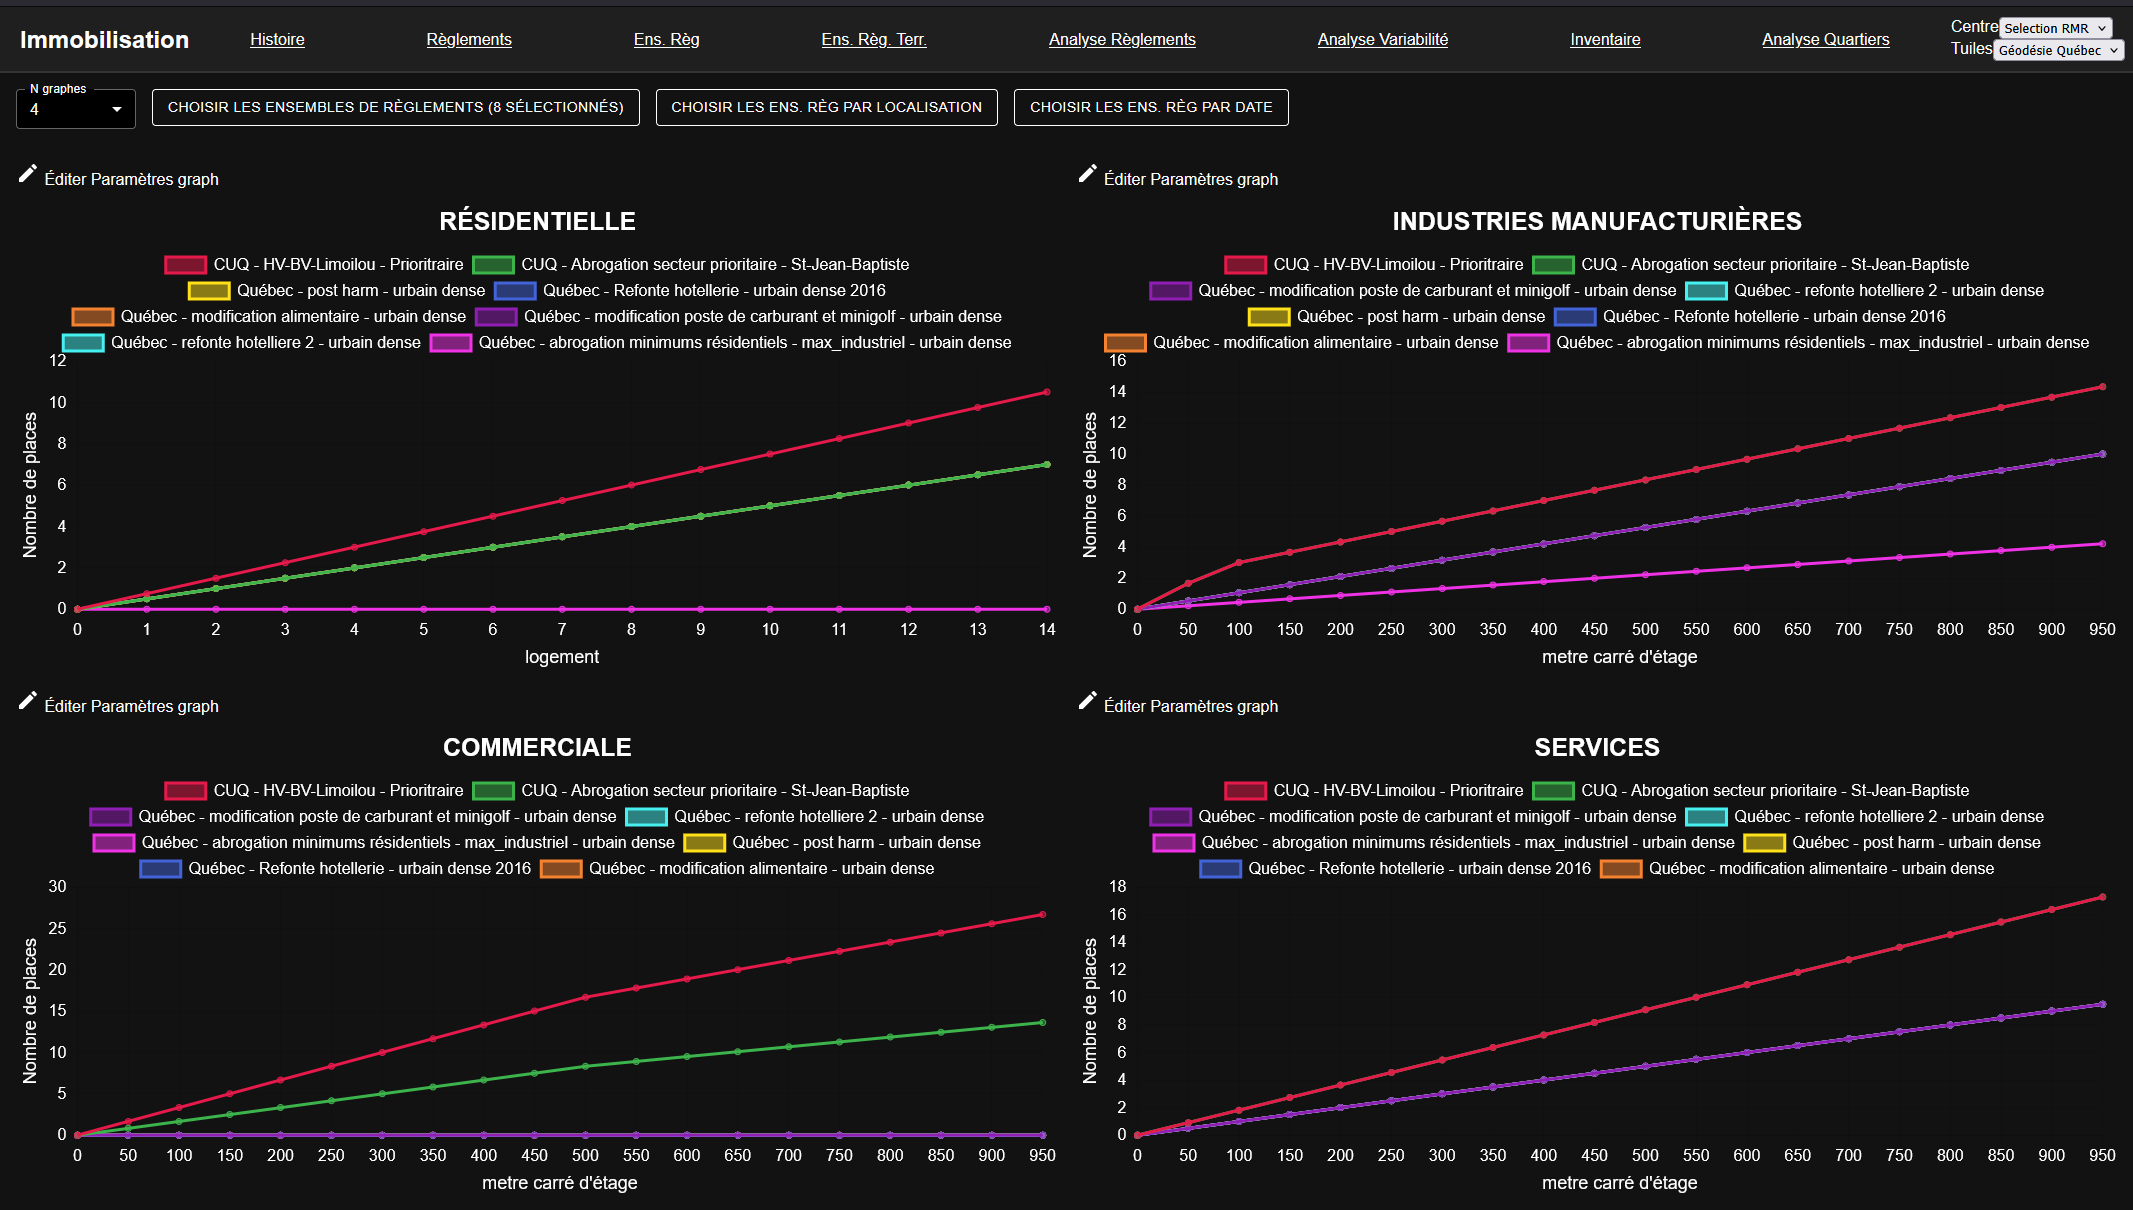 Immobilisation Histoire Règlements Ens. Règ Ens. Règ. Terr. Analyse Règlements Analyse Variabilité Inventaire Analyse Quartiers Centre Selection RMR
Tuiles Géodésie Québec
N graphes
4 CHOISIR LES ENSEMBLES DE RÈGLEMENTS (8 SÉLECTIONNÉS) CHOISIR LES ENS. RÈG PAR LOCALISATION CHOISIR LES ENS. RÈG PAR DATE
Éditer Paramètres graph
RÉSIDENTIELLE
CUQ - HV-BV-Limoilou - Prioritraire CUQ - Abrogation secteur prioritaire - St-Jean-Baptiste
Québec - post harm - urbain dense Québec - Refonte hotellerie - urbain dense 2016
Québec - modification alimentaire - urbain dense Québec - modification poste de carburant et minigolf - urbain dense
Québec - refonte hotelliere 2 - urbain dense Québec - abrogation minimums résidentiels - max_industriel - urbain dense
12
10
8
6
4
2
0
Nombre de places
0 1 2 3 4 5 6 7 8 9 10 11 12 13 14
logement
Éditer Paramètres graph
INDUSTRIES MANUFACTURIÈRES
CUQ - HV-BV-Limoilou - Prioritraire CUQ - Abrogation secteur prioritaire - St-Jean-Baptiste
Québec - modification poste de carburant et minigolf - urbain dense Québec - refonte hotelliere 2 - urbain dense
Québec - post harm - urbain dense Québec - Refonte hotellerie - urbain dense 2016
Québec - modification alimentaire - urbain dense Québec - abrogation minimums résidentiels - max_industriel - urbain dense
16
14
12
10
8
6
4
2
0
Nombre de places
0 50 100 150 200 250 300 350 400 450 500 550 600 650 700 750 800 850 900 950
metre carré d'étage
Éditer Paramètres graph
COMMERCIALE
CUQ - HV-BV-Limoilou - Prioritraire CUQ - Abrogation secteur prioritaire - St-Jean-Baptiste
Québec - modification poste de carburant et minigolf - urbain dense Québec - refonte hotelliere 2 - urbain dense
Québec - abrogation minimums résidentiels - max_industriel - urbain dense Québec - post harm - urbain dense
Québec - Refonte hotellerie - urbain dense 2016 Québec - modification alimentaire - urbain dense
30
25
20
15
10
5
0
Nombre de places
0 50 100 150 200 250 300 350 400 450 500 550 600 650 700 750 800 850 900 950
metre carré d'étage
Éditer Paramètres graph
SERVICES
CUQ - HV-BV-Limoilou - Prioritraire CUQ - Abrogation secteur prioritaire - St-Jean-Baptiste
Québec - modification poste de carburant et minigolf - urbain dense Québec - refonte hotelliere 2 - urbain dense
Québec - abrogation minimums résidentiels - max_industriel - urbain dense Québec - post harm - urbain dense
Québec - Refonte hotellerie - urbain dense 2016 Québec - modification alimentaire - urbain dense
18
16
14
12
10
8
6
4
2
0
Nombre de places
0 50 100 150 200 250 300 350 400 450 500 550 600 650 700 750 800 850 900 950
metre carré d'étage